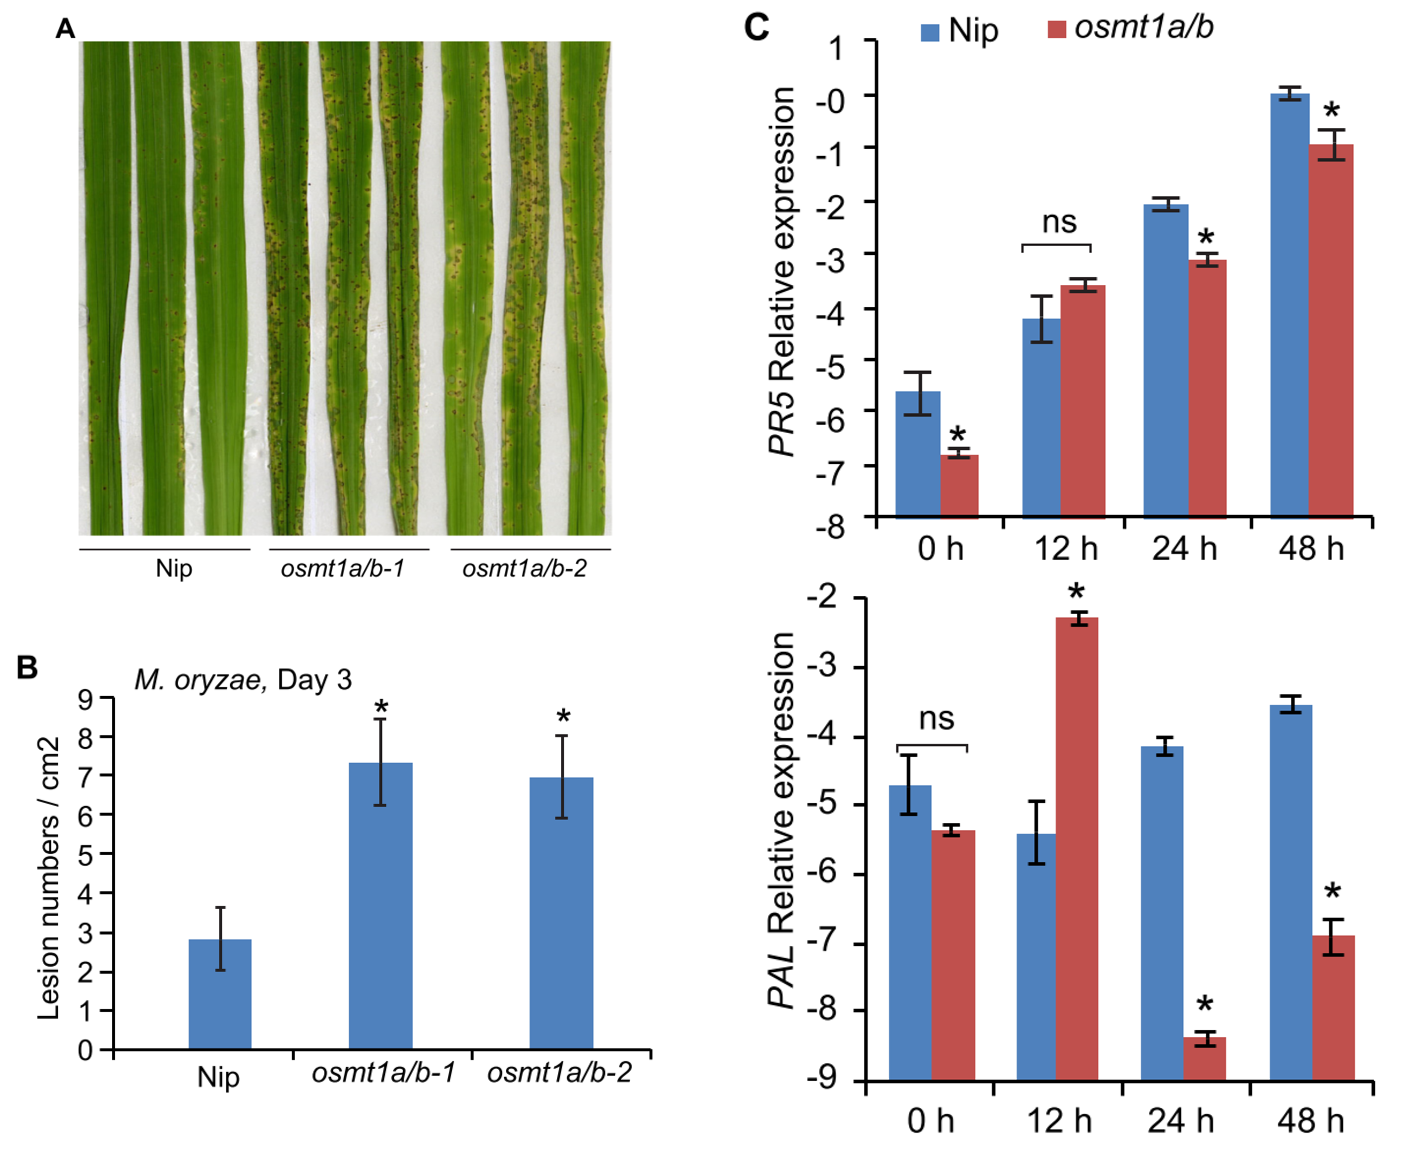 A
Nip
osmt1a/b-1
osmt1a/b-2
B
M. oryzae, Day 3
Lesion numbers / cm2
9
8
7
6
5
4
3
2
1
0
*
*
Nip
osmt1a/b-1
osmt1a/b-2
C
Nip
osmt1a/b
PR5 Relative expression
1
-0
-1
-2
-3
-4
-5
-6
-7
-8
*
ns
*
*
0 h
12 h
24 h
48 h
PAL Relative expression
-2
-3
-4
-5
-6
-7
-8
-9
ns
*
*
*
0 h
12 h
24 h
48 h